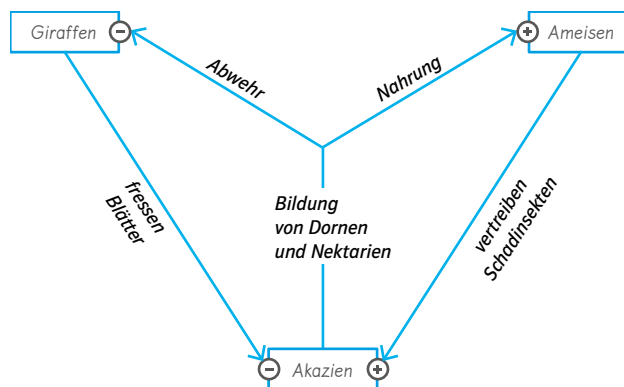 Giraffen
Ameisen
Abwehr
Nahrung
fressen
Blätter
Bildung
von Dornen
und Nektarien
vertreiben
Schadinsekten
Akazien